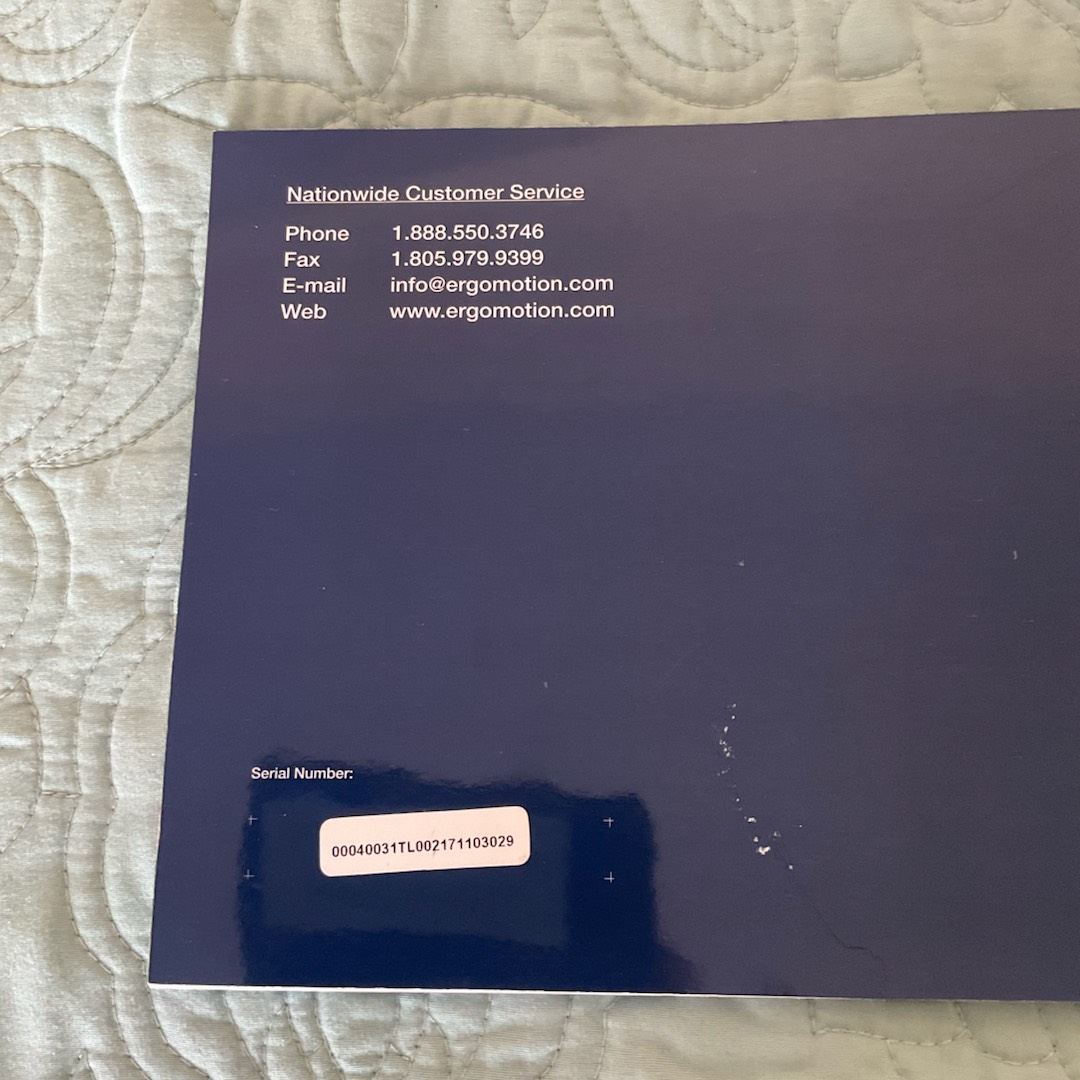 Nationwide Customer Service
Phone 1.888.550.3746
Fax 1.805.979.9399
E-mail info@ergomotion.com
Web www.ergomotion.com
Serial Number:
00040031TL002171103029